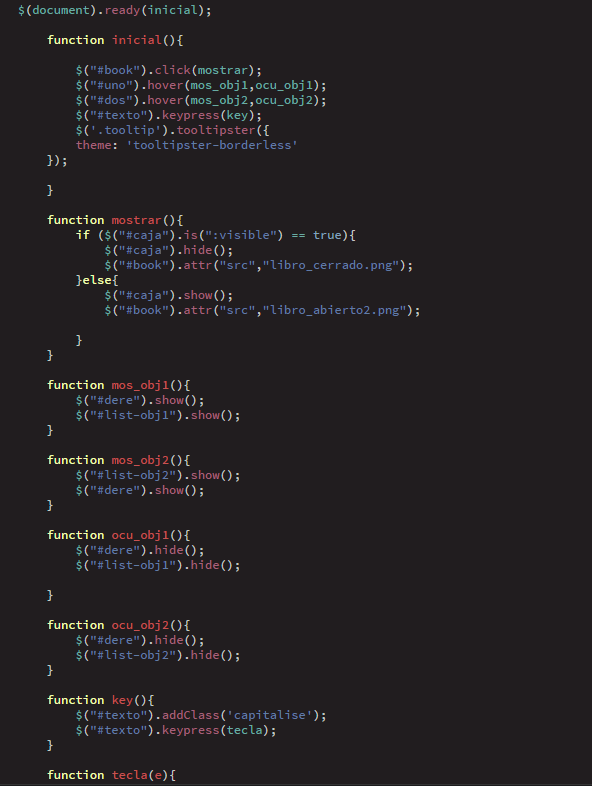 $(document).ready(inicial);
function inicial(){
$("#book").click(mostrar);
$("#uno").hover(mos_obj1,ocu_obj1);
$("#dos").hover(mos_obj2,ocu_obj2);
$("#texto").keypress(key);
$('.tooltip').tooltipster({
theme: 'tooltipster-borderless'
});
}
function mostrar(){
if ($("#caja").is(":visible") == true){
$("#caja").hide();
$("#book").attr("src","libro_cerrado.png");
}else{
$("#caja").show();
$("#book").attr("src","libro_abierto2.png");
}
}
function mos_obj1(){
$("#dere").show();
$("#list-obj1").show();
}
function mos_obj2(){
$("#list-obj2").show();
$("#dere").show();
}
function ocu_obj1(){
$("#dere").hide();
$("#list-obj1").hide();
}
function ocu_obj2(){
$("#dere").hide();
$("#list-obj2").hide();
}
function key(){
$("#texto").addClass('capitalise');
$("#texto").keypress(tecla);
}
function tecla(e){